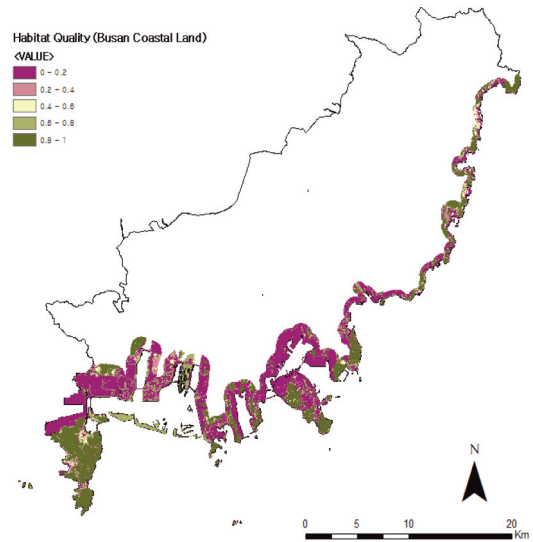 Habitat Quality (Busan Coastal Land)
<VALUE>
0 - 0.2
0.2 - 0.4
0.4 - 0.6
0.6 - 0.8
0.8 - 1
N
0 5 10 20
Km